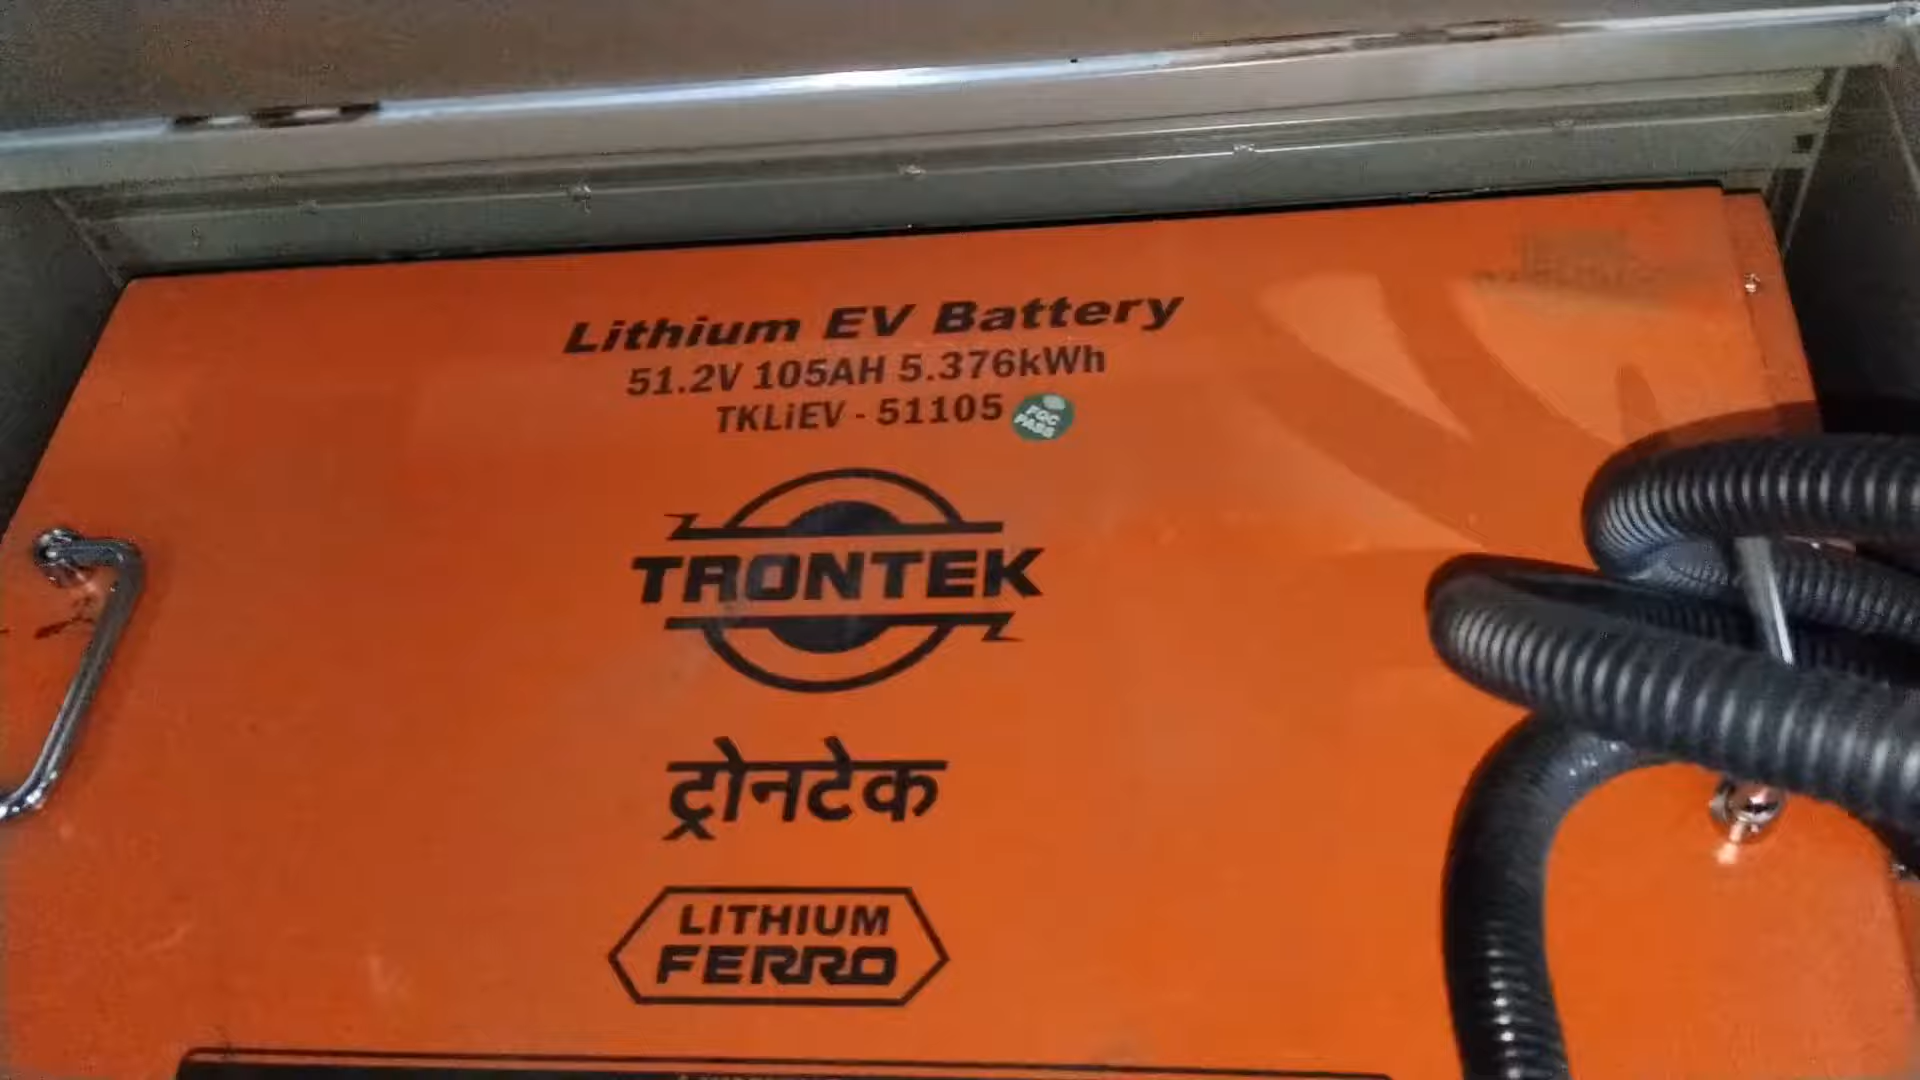 Lithium EV Battery
51.2V 105AH 5.376kWh
TKLiEV - 51105
FQC
PASS
TRONTEK
ट्रोनटेक
LITHIUM
FERRO